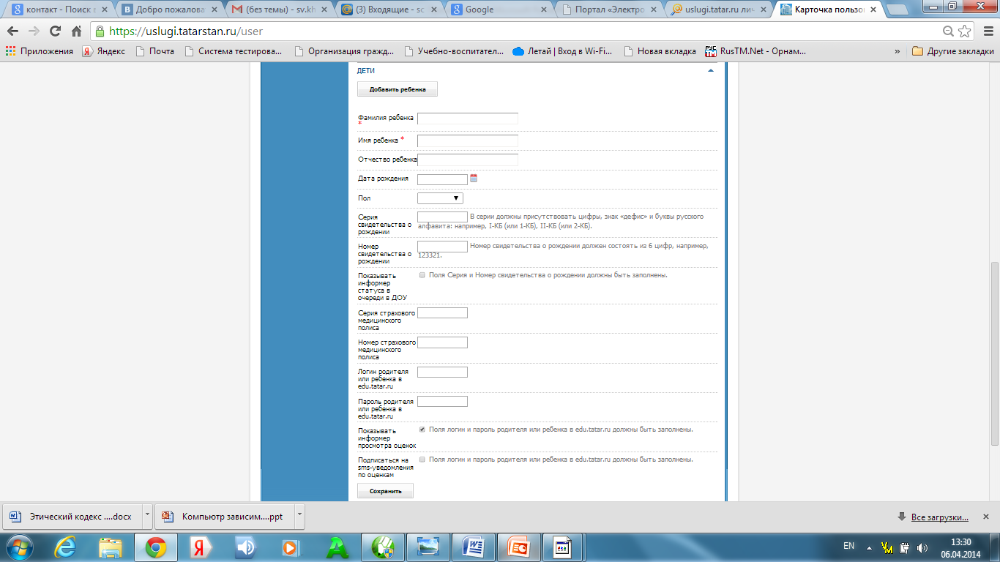 контакт - Поиск в
Добро пожалова
(без темы) - sv.kh
(3) Входящие - sc
Google
Портал «Электро
uslugi.tatar.ru ли
Карточка пользо
https://uslugi.tatarstan.ru/user
Приложения
Яндекс
Почта
Система тестирова...
Организация гражд...
Учебно-воспитател...
Летай | Вход в Wi-Fi...
Новая вкладка
RusTM.Net - Орнам...
»
Другие закладки
ДЕТИ
Добавить ребенка
Фамилия ребенка
*
Имя ребенка *
Отчество ребенка
Дата рождения
Пол
Серия
свидетельства о
рождении
В серии должны присутствовать цифры, знак «дефис» и буквы русского
алфавита: например, I-КБ (или 1-КБ), II-КБ (или 2-КБ).
Номер
свидетельства о
рождении
Номер свидетельства о рождении должен состоять из 6 цифр, например,
123321.
Показывать
информер
статуса в
очереди в ДОУ
Поля Серия и Номер свидетельства о рождении должны быть заполнены.
Серия страхового
медицинского
полиса
Номер страхового
медицинского
полиса
Логин родителя
или ребенка в
edu.tatar.ru
Пароль родителя
или ребенка в
edu.tatar.ru
Показывать
информер
просмотра оценок
Поля логин и пароль родителя или ребенка в edu.tatar.ru должны быть заполнены.
Подписаться на
sms-уведомления
по оценкам
Поля логин и пароль родителя или ребенка в edu.tatar.ru должны быть заполнены.
Сохранить
Этический кодекс ....docx
Компьютр зависим....ppt
Все загрузки...
EN
13:30
06.04.2014